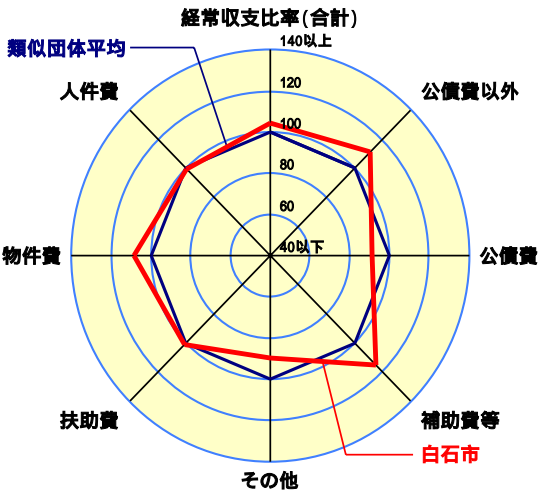 経常収支比率(合計)
類似団体平均
140以上
人件費
120
公債費以外
100
80
60
物件費
40以下
公債費
扶助費
補助費等
白石市
その他